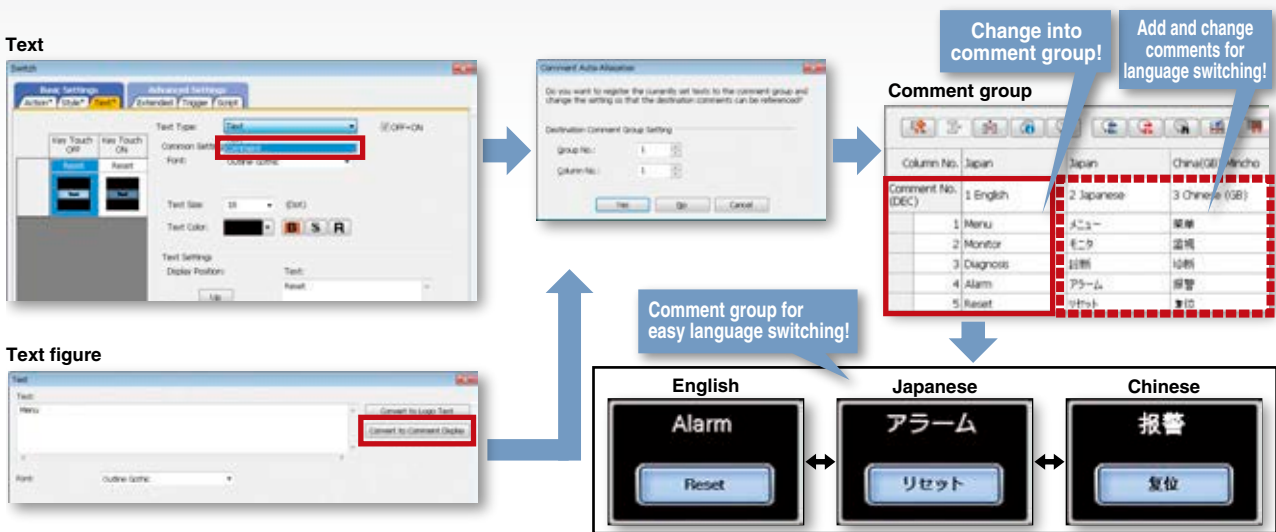 Text
Switch
Basic Settings
Advanced Settings
Action* Style* Text* Extended Trigger Script
Key Touch OFF
Key Touch ON
Reset
Reset
Text Type: Text
OFF=ON
Comment
Font: Outline Gothic
Text Size: (Dot)
Text Color: B S R
Text Settings
Display Position: Text:
Reset
Up
Comment Auto Allocation
Do you want to register the currently set texts to the comment group and
change the setting so that the destination comments can be referenced?
Destination Comment Group Setting
Group No.: 1
Column No.: 1
Yes No Cancel
Change into
comment group!
Add and change
comments for
language switching!
Comment group
Column No. Japan Japan China(GB) Mincho
Comment No.
(DEC) 1 English 2 Japanese 3 Chinese (GB)
1 Menu メニュー 菜单
2 Monitor モニタ 监视
3 Diagnosis 診断 诊断
4 Alarm アラーム 报警
5 Reset リセット 复位
Text figure
Text
Text:
Menu
Convert to Logo Text
Convert to Comment Display
Font: Outline Gothic
Comment group for
easy language switching!
English Japanese Chinese
Alarm アラーム 报警
Reset リセット 复位